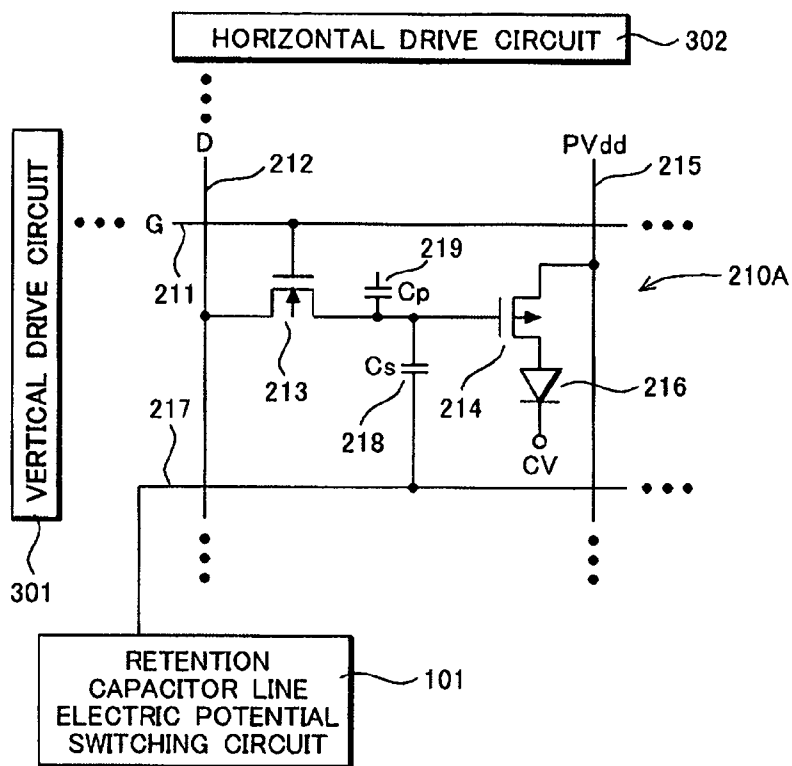 HORIZONTAL DRIVE CIRCUIT
302
D
PVdd
212
215
VERTICAL DRIVE CIRCUIT
G
219
211
Cp
210A
213
Cs
214
216
217
218
CV
301
RETENTION
CAPACITOR LINE
ELECTRIC POTENTIAL
SWITCHING CIRCUIT
101